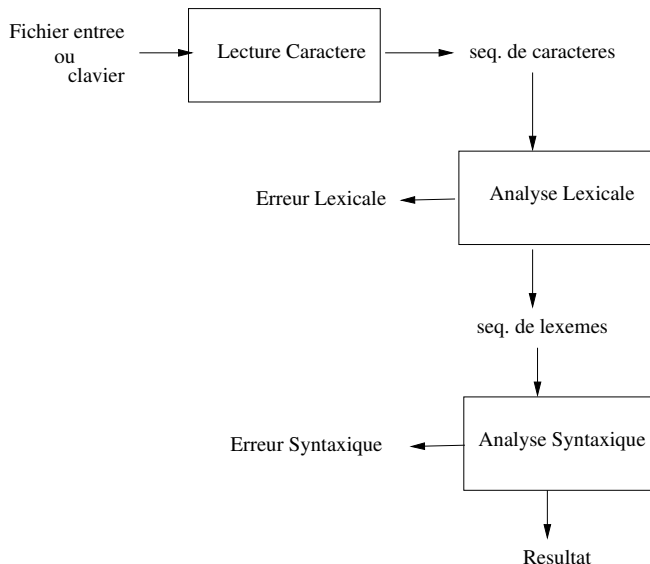 Fichier entree
ou
clavier
Lecture Caractere
seq. de caracteres
Analyse Lexicale
Erreur Lexicale
seq. de lexemes
Analyse Syntaxique
Erreur Syntaxique
Resultat